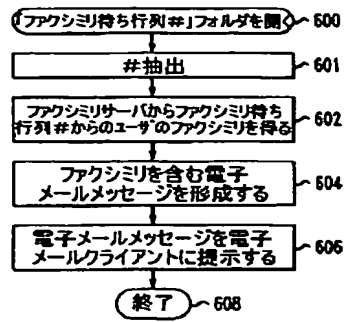 「ファクシミリ待ち行列#」フォルダを開く
600
#抽出
601
ファクシミリサーバからファクシミリ待ち
行列#からのユーザのファクシミリを得る
602
ファクシミリを含む電子
メールメッセージを形成する
604
電子メールメッセージを電子
メールクライアントに提示する
606
終了
608